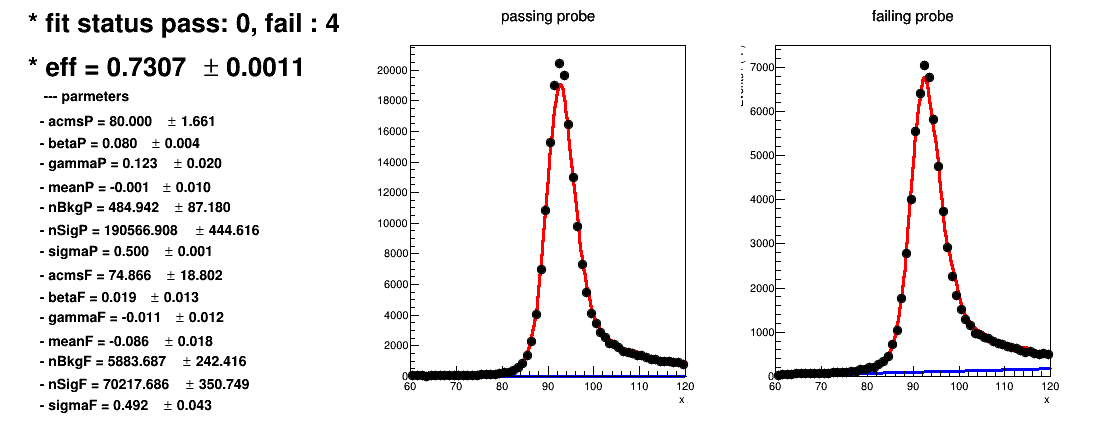 * fit status pass: 0, fail : 4
* eff = 0.7307 ± 0.0011
--- parmeters
- acmsP = 80.000 ± 1.661
- betaP = 0.080 ± 0.004
- gammaP = 0.123 ± 0.020
- meanP = -0.001 ± 0.010
- nBkgP = 484.942 ± 87.180
- nSigP = 190566.908 ± 444.616
- sigmaP = 0.500 ± 0.001
- acmsF = 74.866 ± 18.802
- betaF = 0.019 ± 0.013
- gammaF = -0.011 ± 0.012
- meanF = -0.086 ± 0.018
- nBkgF = 5883.687 ± 242.416
- nSigF = 70217.686 ± 350.749
- sigmaF = 0.492 ± 0.043
passing probe
20000
18000
16000
14000
12000
10000
8000
6000
4000
2000
0
60 70 80 90 100 110 120
x
failing probe
7000
6000
5000
4000
3000
2000
1000
0
60 70 80 90 100 110 120
x